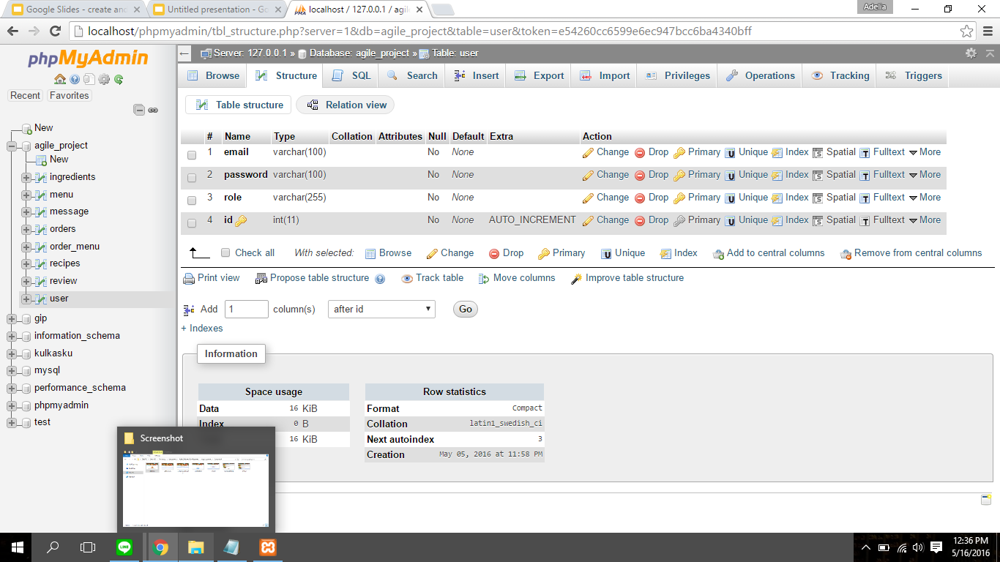 Google Slides - create and
Untitled presentation - Go
localhost / 127.0.0.1 / agil
Adelia
localhost/phpmyadmin/tbl_structure.php?server=1&db=agile_project&table=user&token=e54260cc6599e6ec947bcc6ba4340bff
phpMyAdmin
Recent Favorites
New
agile_project
New
ingredients
menu
message
orders
order_menu
recipes
review
user
gip
information_schema
kulkasku
mysql
performance_schema
phpmyadmin
test
Server: 127.0.0.1 » Database: agile_project » Table: user
Browse Structure SQL Search Insert Export Import Privileges Operations Tracking Triggers
Table structure Relation view
# Name Type Collation Attributes Null Default Extra Action
1 email varchar(100) No None Change Drop Primary Unique Index Spatial Fulltext More
2 password varchar(100) No None Change Drop Primary Unique Index Spatial Fulltext More
3 role varchar(255) No None Change Drop Primary Unique Index Spatial Fulltext More
4 id int(11) No None AUTO_INCREMENT Change Drop Primary Unique Index Spatial Fulltext More
Check all With selected: Browse Change Drop Primary Unique Index Add to central columns Remove from central columns
Print view Propose table structure Track table Move columns Improve table structure
Add 1 column(s) after id Go
+ Indexes
Information
Space usage
Data 16 KiB
Index 0 B
16 KiB
Row statistics
Format Compact
Collation latin1_swedish_ci
Next autoindex 3
Creation May 05, 2016 at 11:58 PM
Screenshot
12:36 PM
5/16/2016